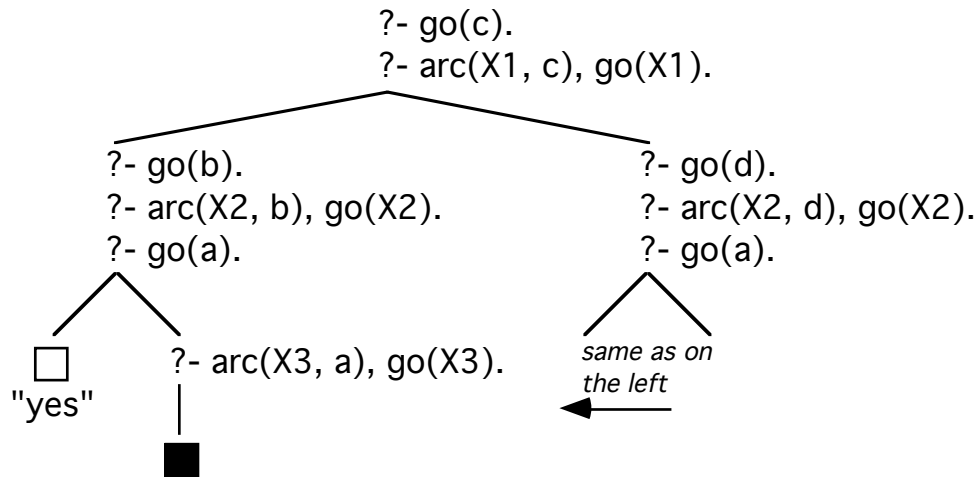 ?- go(c).
?- arc(X1, c), go(X1).
?- go(b).
?- arc(X2, b), go(X2).
?- go(a).
?- go(d).
?- arc(X2, d), go(X2).
?- go(a).
"yes"
?- arc(X3, a), go(X3).
same as on
the left